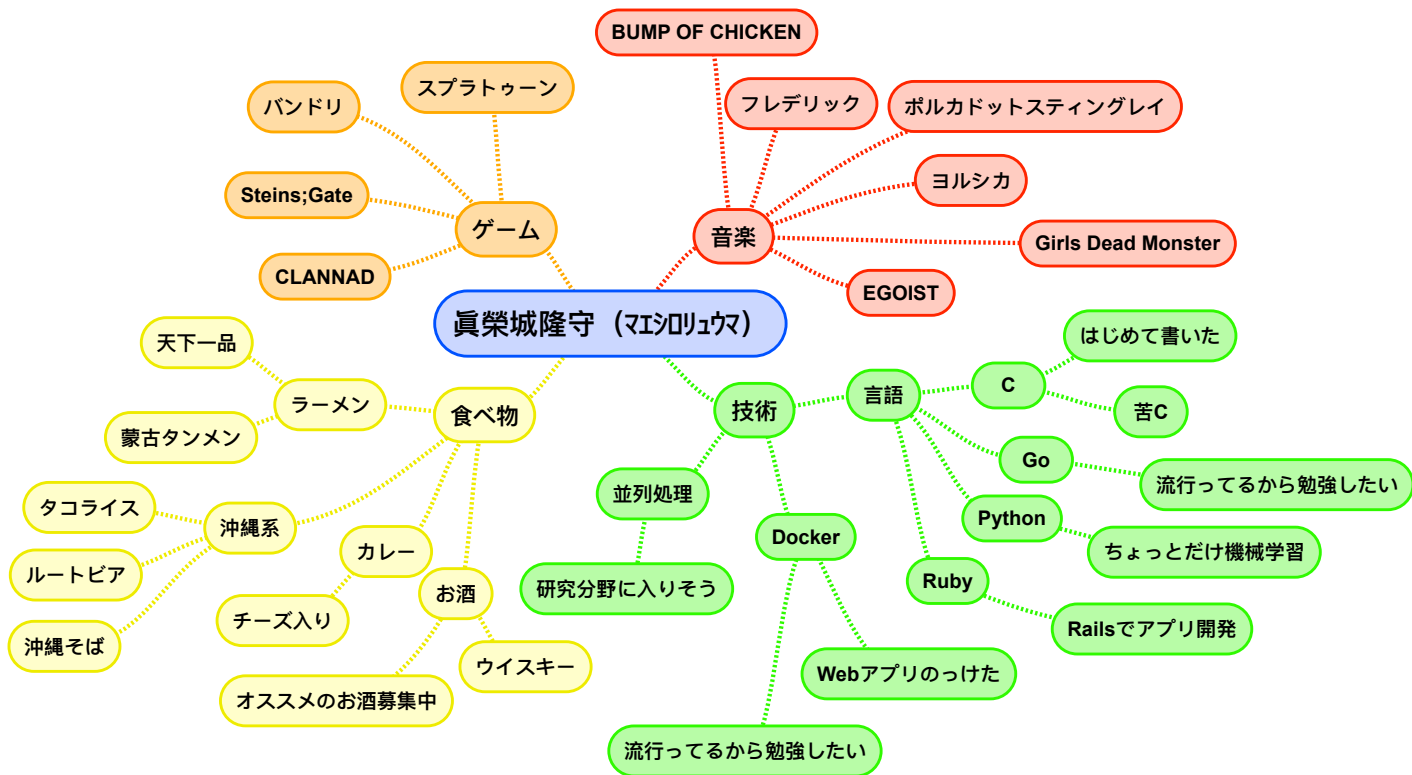 BUMP OF CHICKEN
スプラトゥーン
バンドリ
フレデリック
ポルカドットスティングレイ
Steins;Gate
ヨルシカ
ゲーム
音楽
Girls Dead Monster
CLANNAD
EGOIST
眞榮城隆守（ﾏｴｼﾛﾘｭｳﾏ）
天下一品
はじめて書いた
ラーメン
食べ物
技術
言語
C
苦C
蒙古タンメン
Go
流行ってるから勉強したい
並列処理
タコライス
沖縄系
Python
カレー
Docker
ちょっとだけ機械学習
ルートビア
お酒
研究分野に入りそう
Ruby
チーズ入り
Railsでアプリ開発
沖縄そば
ウイスキー
Webアプリのっけた
オススメのお酒募集中
流行ってるから勉強したい